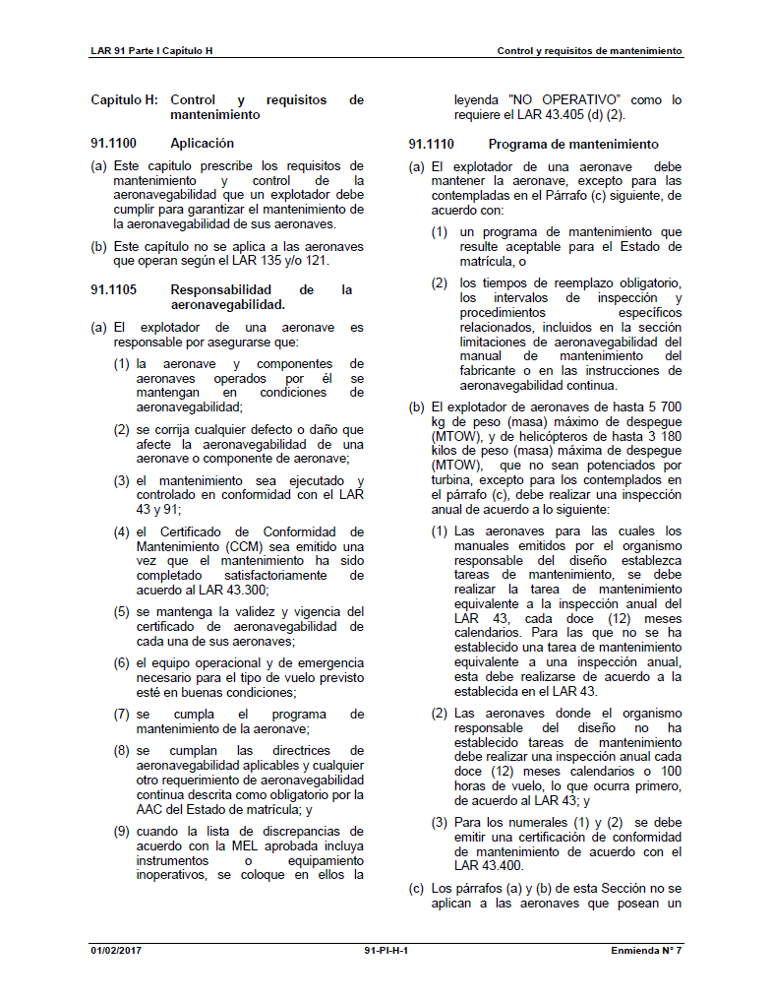 LAR 91 Parte I Capítulo H Control y requisitos de mantenimiento
Capítulo H: Control y requisitos de
mantenimiento
91.1100 Aplicación
(a) Este capitulo prescribe los requisitos de
mantenimiento y control de la
aeronavegabilidad que un explotador debe
cumplir para garantizar el mantenimiento de
la aeronavegabilidad de sus aeronaves.
(b) Este capítulo no se aplica a las aeronaves
que operan según el LAR 135 y/o 121.
91.1105 Responsabilidad de la
aeronavegabilidad.
(a) El explotador de una aeronave es
responsable por asegurarse que:
(1) la aeronave y componentes de
aeronaves operados por él se
mantengan en condiciones de
aeronavegabilidad;
(2) se corrija cualquier defecto o daño que
afecte la aeronavegabilidad de una
aeronave o componente de aeronave;
(3) el mantenimiento sea ejecutado y
controlado en conformidad con el LAR
43 y 91;
(4) el Certificado de Conformidad de
Mantenimiento (CCM) sea emitido una
vez que el mantenimiento ha sido
completado satisfactoriamente de
acuerdo al LAR 43.300;
(5) se mantenga la validez y vigencia del
certificado de aeronavegabilidad de
cada una de sus aeronaves;
(6) el equipo operacional y de emergencia
necesario para el tipo de vuelo previsto
esté en buenas condiciones;
(7) se cumpla el programa de
mantenimiento de la aeronave;
(8) se cumplan las directrices de
aeronavegabilidad aplicables y cualquier
otro requerimiento de aeronavegabilidad
continua descrita como obligatorio por la
AAC del Estado de matrícula; y
(9) cuando la lista de discrepancias de
acuerdo con la MEL aprobada incluya
instrumentos o equipamiento
inoperativos, se coloque en ellos la
leyenda "NO OPERATIVO" como lo
requiere el LAR 43.405 (d) (2).
91.1110 Programa de mantenimiento
(a) El explotador de una aeronave debe
mantener la aeronave, excepto para las
contempladas en el Párrafo (c) siguiente, de
acuerdo con:
(1) un programa de mantenimiento que
resulte aceptable para el Estado de
matrícula, o
(2) los tiempos de reemplazo obligatorio,
los intervalos de inspección y
procedimientos específicos
relacionados, incluidos en la sección
limitaciones de aeronavegabilidad del
manual de mantenimiento del
fabricante o en las instrucciones de
aeronavegabilidad continua.
(b) El explotador de aeronaves de hasta 5 700
kg de peso (masa) máximo de despegue
(MTOW), y de helicópteros de hasta 3 180
kilos de peso (masa) máxima de despegue
(MTOW), que no sean potenciados por
turbina, excepto para los contemplados en
el párrafo (c), debe realizar una inspección
anual de acuerdo a lo siguiente:
(1) Las aeronaves para las cuales los
manuales emitidos por el organismo
responsable del diseño establezca
tareas de mantenimiento, se debe
realizar la tarea de mantenimiento
equivalente a la inspección anual del
LAR 43, cada doce (12) meses
calendarios. Para las que no se ha
establecido una tarea de mantenimiento
equivalente a una inspección anual,
esta debe realizarse de acuerdo a la
establecida en el LAR 43.
(2) Las aeronaves donde el organismo
responsable del diseño no ha
establecido tareas de mantenimiento
debe realizar una inspección anual cada
doce (12) meses calendarios o 100
horas de vuelo, lo que ocurra primero,
de acuerdo al LAR 43; y
(3) Para los numerales (1) y (2) se debe
emitir una certificación de conformidad
de mantenimiento de acuerdo con el
LAR 43.400.
(c) Los párrafos (a) y (b) de esta Sección no se
aplican a las aeronaves que posean un
01/02/2017 91-PI-H-1 Enmienda N° 7